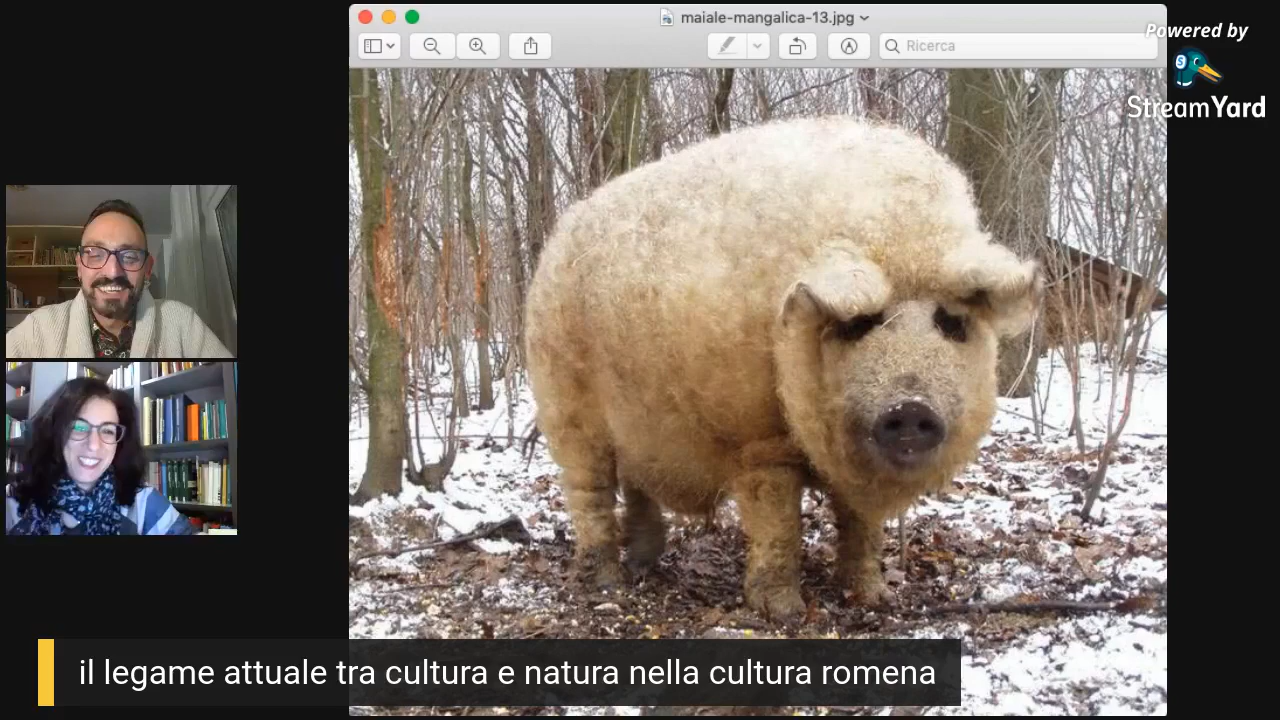 maiale-mangalica-13.jpg
Ricerca
Powered by
StreamYard
il legame attuale tra cultura e natura nella cultura romena